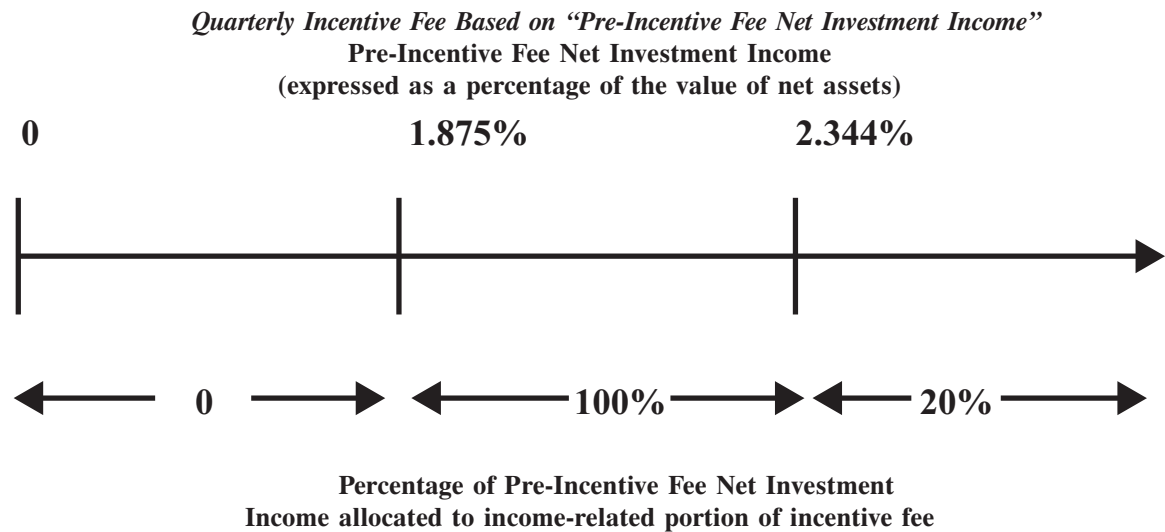 Quarterly Incentive Fee Based on “Pre-Incentive Fee Net Investment Income”
Pre-Incentive Fee Net Investment Income
(expressed as a percentage of the value of net assets)
0 1.875% 2.344%
0 100% 20%
Percentage of Pre-Incentive Fee Net Investment
Income allocated to income-related portion of incentive fee